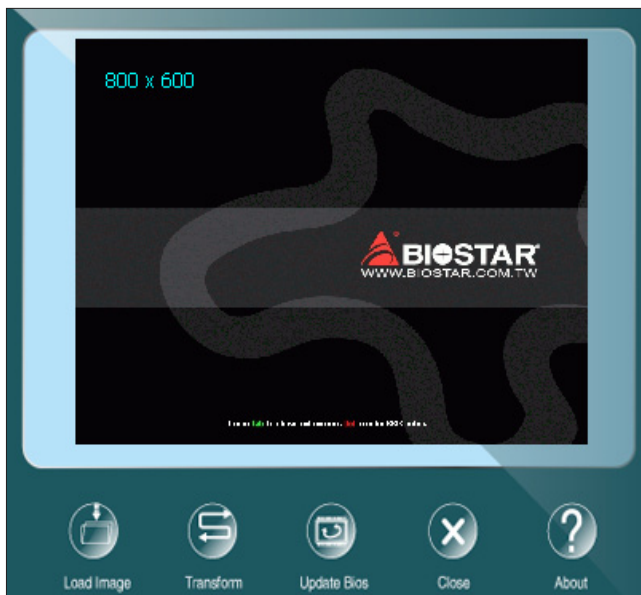 800 x 600
BIOSTAR
WWW.BIOSTAR.COM.TW
Load Image
Transform
Update Bios
Close
About